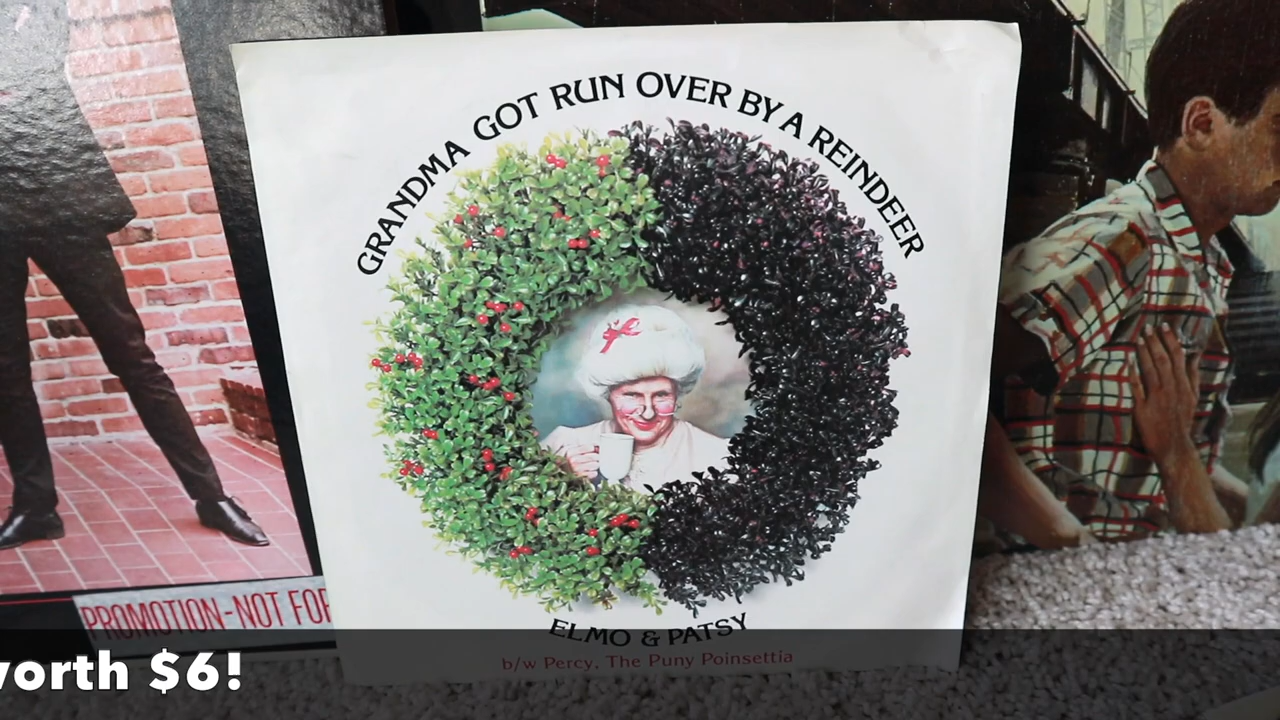 GRANDMA GOT RUN OVER BY A REINDEER
PROMOTION-NOT FOR
ELMO & PATSY
b/w Percy, The Puny Poinsettia
worth $6!